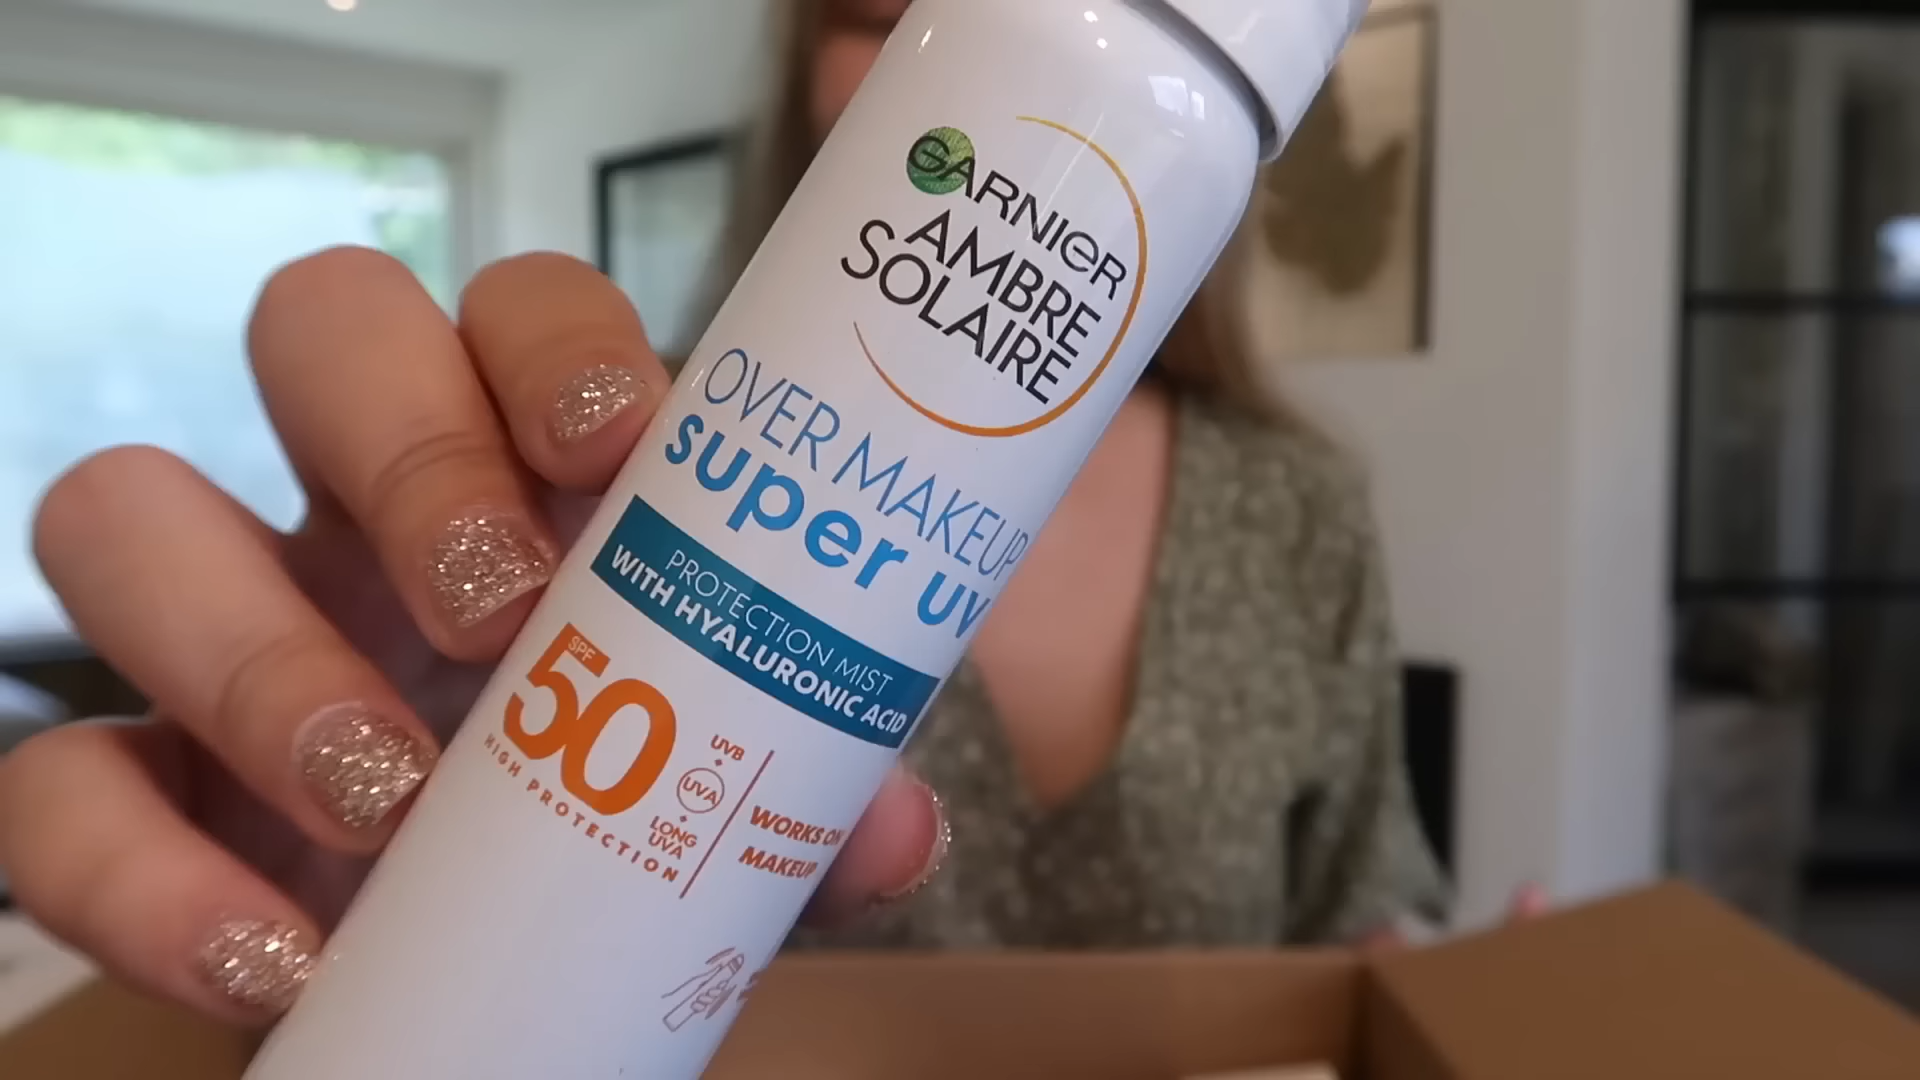 GARNIER
AMBRE
SOLAIRE
OVER MAKEUP
super UV
PROTECTION MIST
WITH HYALURONIC ACID
SPF
50
HIGH PROTECTION
UVB
+
UVA
+
LONG
UVA
WORKS ON
MAKEUP